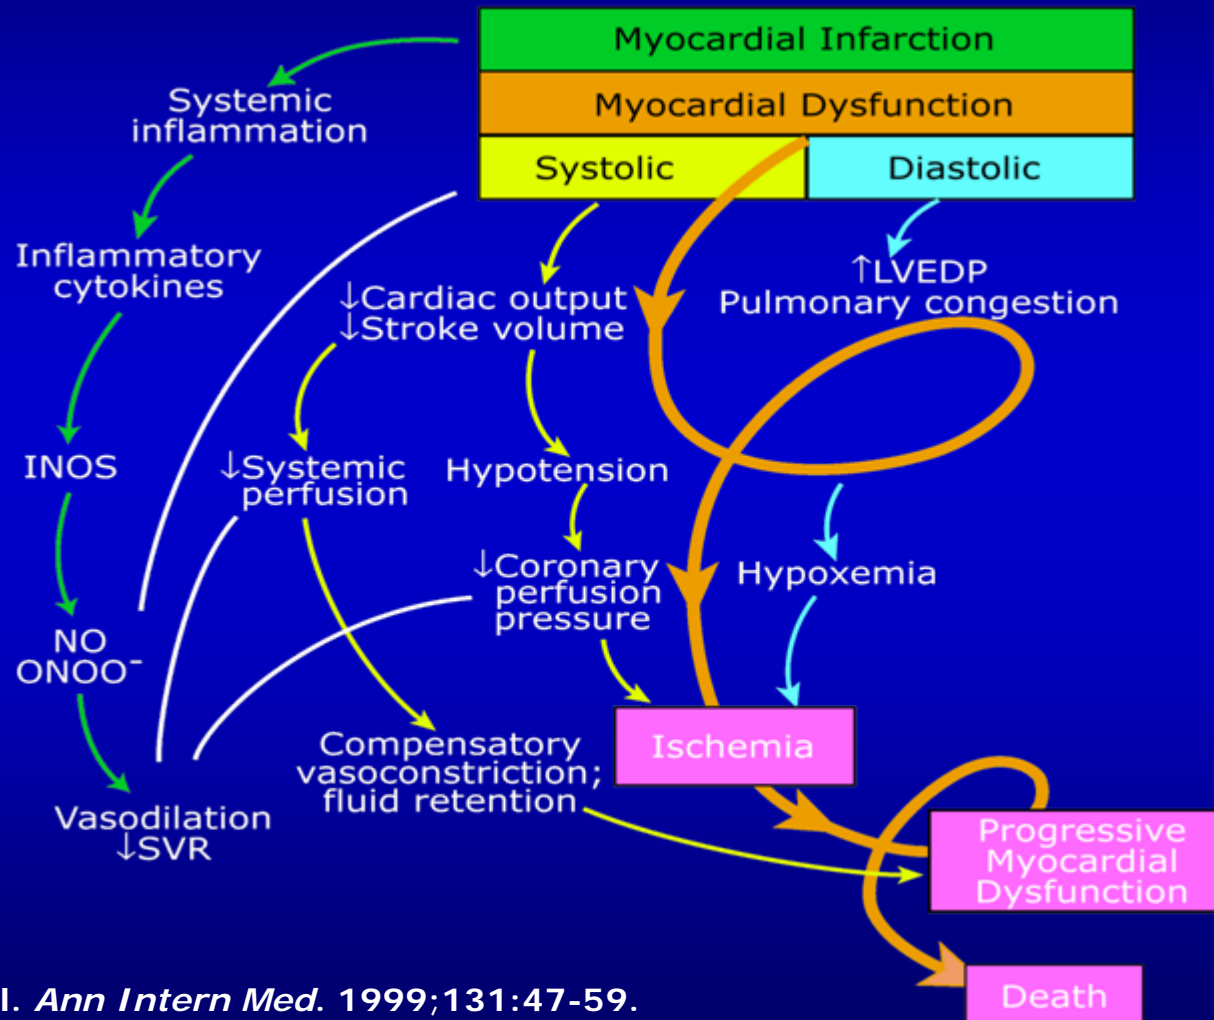 Myocardial Infarction
Myocardial Dysfunction
Systolic
Diastolic
Systemic
inflammation
Inflammatory
cytokines
INOS
NO
ONOO⁻
Vasodilation
↓SVR
↓Cardiac output
↓Stroke volume
↓Systemic
perfusion
Hypotension
↓Coronary
perfusion
pressure
Compensatory
vasoconstriction;
fluid retention
↑LVEDP
Pulmonary congestion
Hypoxemia
Ischemia
Progressive
Myocardial
Dysfunction
Death
l. Ann Intern Med. 1999;131:47-59.